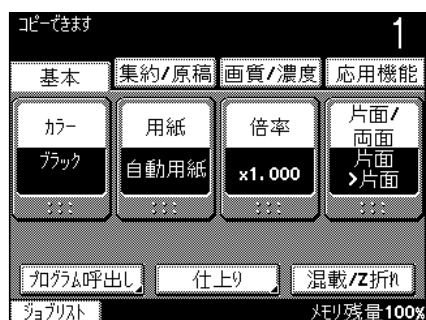 コピーできます
1
基本 集約/原稿 画質/濃度 応用機能
カラー 用紙 倍率 片面/
両面
ブラック 自動用紙 x1.000 片面
>片面
プログラム呼出し 仕上り 混載/Z折れ
ジョブリスト メモリ残量100%